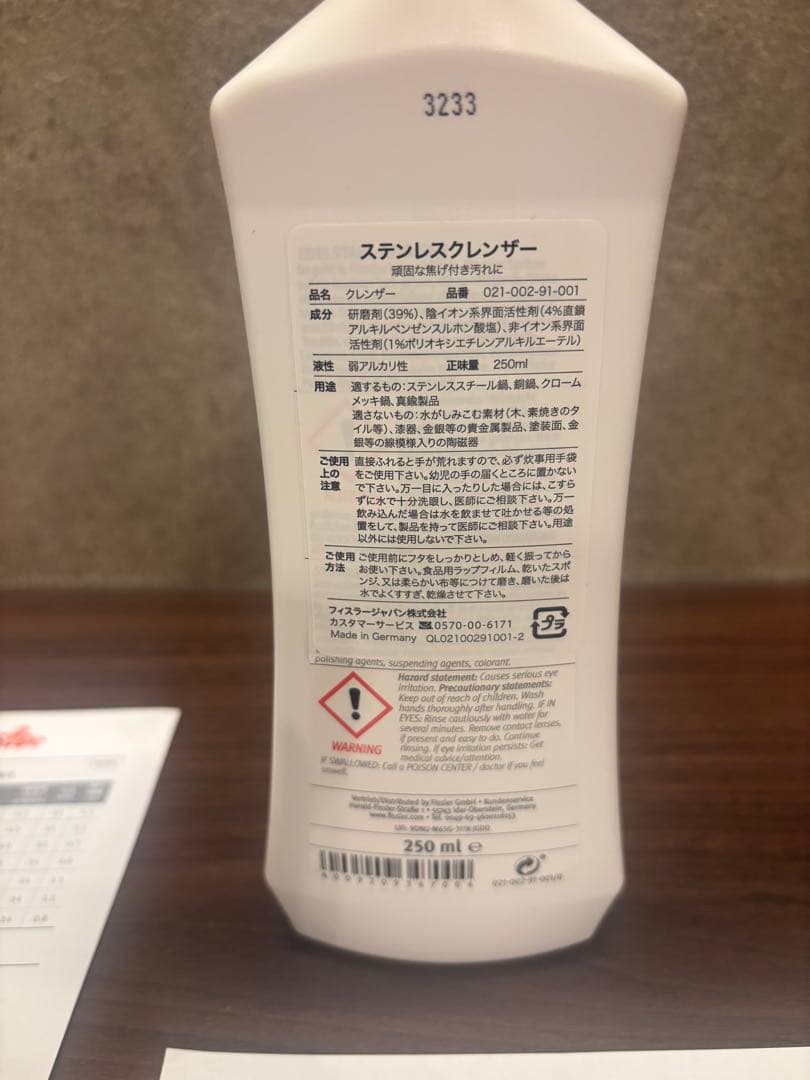 3233
ステンレスクレンザー
頑固な焦げ付き汚れに
品名 クレンザー 品番 021-002-91-001
成分 研磨剤(39%)、陰イオン系界面活性剤(4%直鎖
アルキルベンゼンスルホン酸塩)、非イオン系界面
活性剤(1%ポリオキシエチレンアルキルエーテル)
液性 弱アルカリ性 正味量 250ml
用途 適するもの:ステンレススチール鍋、銅鍋、クローム
メッキ鍋、真鍮製品
適さないもの:水がしみこむ素材(木、素焼きのタ
イル等)、漆器、金銀等の貴金属製品、塗装面、金
銀等の線模様入りの陶磁器
ご使用上の注意 直接ふれると手が荒れますので、必ず炊事用手袋
をご使用下さい。幼児の手の届くところに置かない
で下さい。万一目に入ったりした場合には、こすら
ずに水で十分洗眼し、医師にご相談下さい。万一
飲み込んだ場合は水を飲ませて吐かせる等の処
置をして、製品を持って医師にご相談下さい。用途
以外には使用しないで下さい。
ご使用方法 ご使用前にフタをしっかりとしめ、軽く振ってから
お使い下さい。食品用ラップフィルム、乾いたスポ
ンジ、又は柔らかい布等につけて磨き、磨いた後は
水でよくすすぎ、乾燥させて下さい。
フィスラージャパン株式会社
カスタマーサービス 0570-00-6171
Made in Germany QL02100291001-2
プラ
polishing agents, suspending agents, colorant.
Hazard statement: Causes serious eye
irritation. Precautionary statements:
Keep out of reach of children. Wash
hands thoroughly after handling. IF IN
EYES: Rinse cautiously with water for
several minutes. Remove contact lenses,
if present and easy to do. Continue
rinsing. If eye irritation persists: Get
medical advice/attention.
WARNING
IF SWALLOWED: Call a POISON CENTER / doctor if you feel
unwell.
Vertrieb/Distributed by Fissler GmbH • Kundenservice
Harald-Fissler-Straße 1 • 55743 Idar-Oberstein, Germany
www.fissler.com • Tel.
250 ml e
021-002-91-001/R